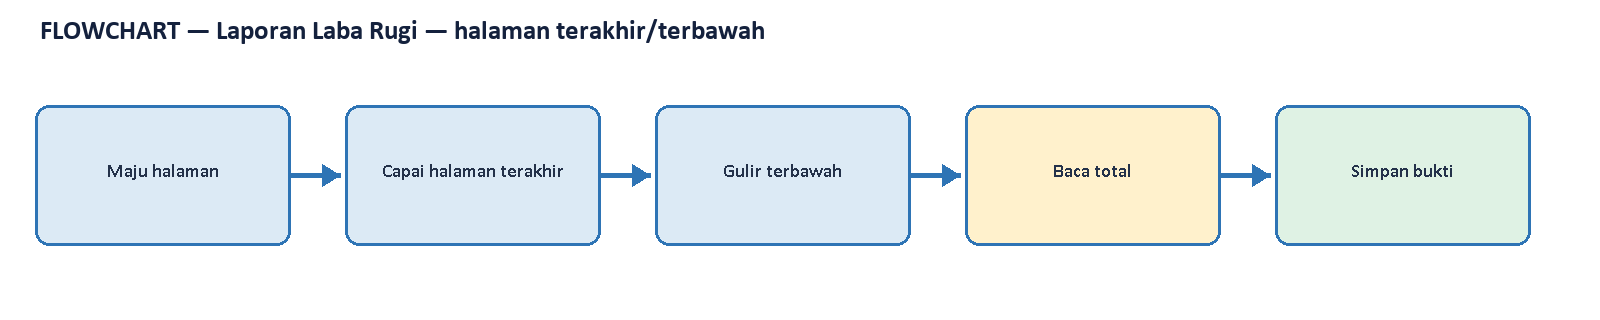 FLOWCHART — Laporan Laba Rugi — halaman terakhir/terbawah
Maju halaman
Capai halaman terakhir
Gulir terbawah
Baca total
Simpan bukti